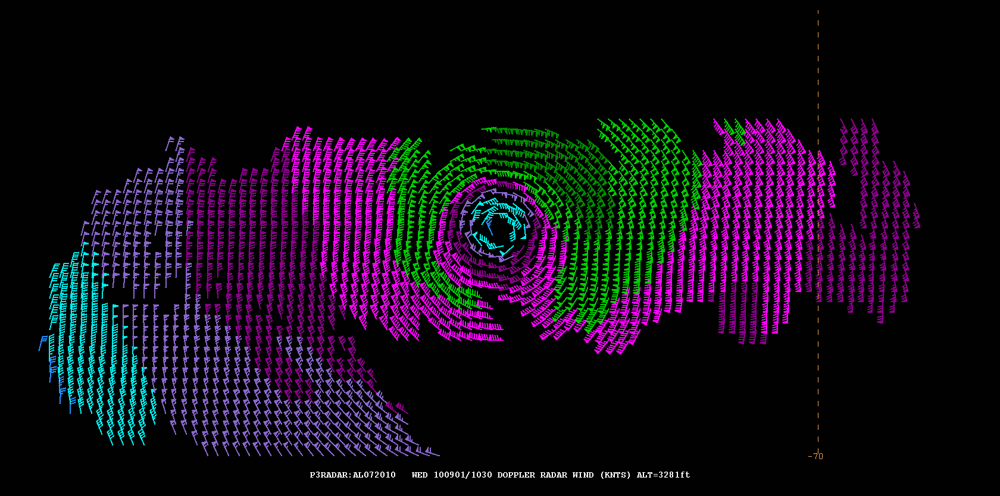 -70
P3RADAR:AL072010 WED 100901/1030 DOPPLER RADAR WIND (KNTS) ALT=3281ft